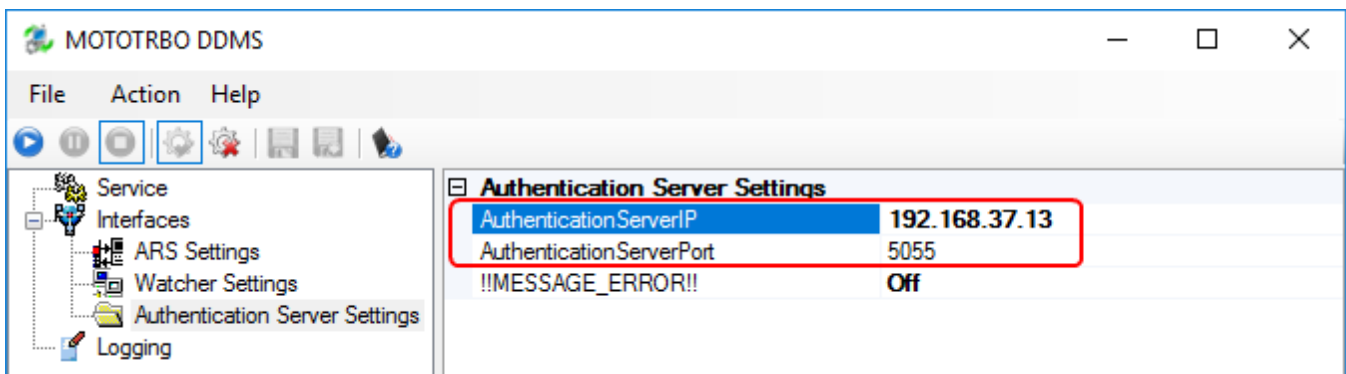 MOTOTRBO DDMS
File Action Help
Service
Interfaces
ARS Settings
Watcher Settings
Authentication Server Settings
Logging
Authentication Server Settings
AuthenticationServerIP 192.168.37.13
AuthenticationServerPort 5055
!!MESSAGE_ERROR!! Off